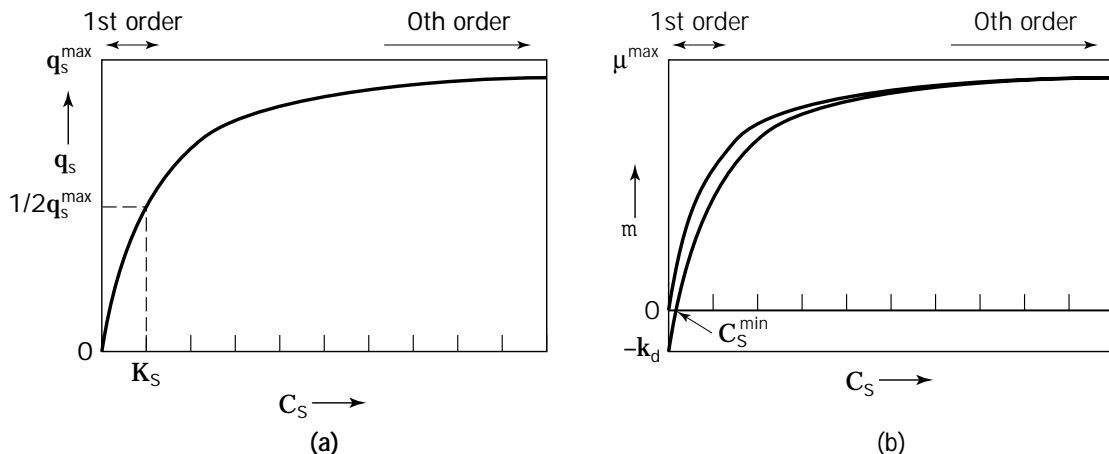 1st order
0th order
q_s^max
q_s
1/2q_s^max
0
K_S
C_S
(a)
1st order
0th order
μ^max
m
0
C_S^min
–k_d
C_S
(b)